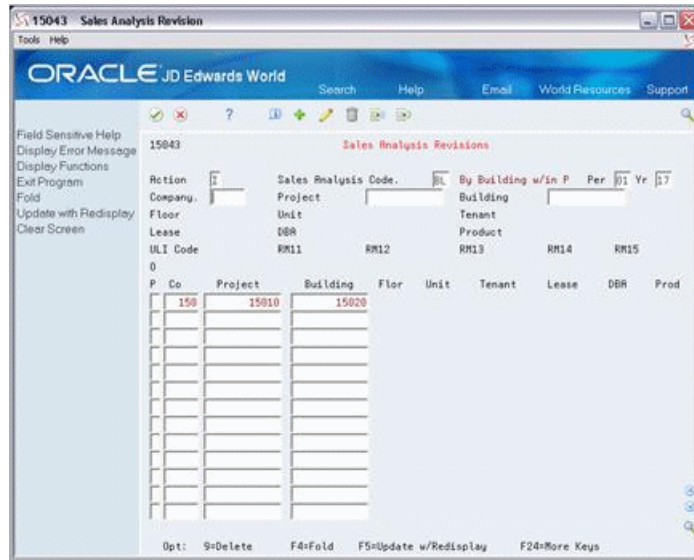 15043 Sales Analysis Revision
Tools Help
ORACLE JD Edwards World
Search Help Email World Resources Support
Field Sensitive Help
Display Error Message
Display Functions
Exit Program
Fold
Update with Redisplay
Clear Screen
15043 Sales Analysis Revisions
Action I Sales Analysis Code. BL By Building w/in P Per 01 Yr 17
Company. Project Building
Floor Unit Tenant
Lease DBA Product
ULI Code RM11 RM12 RM13 RM14 RM15
0
P Co Project Building Flor Unit Tenant Lease DBA Prod
150 15010 15020
Opt: 9=Delete F4=Fold F5=Update w/Redisplay F24=More Keys